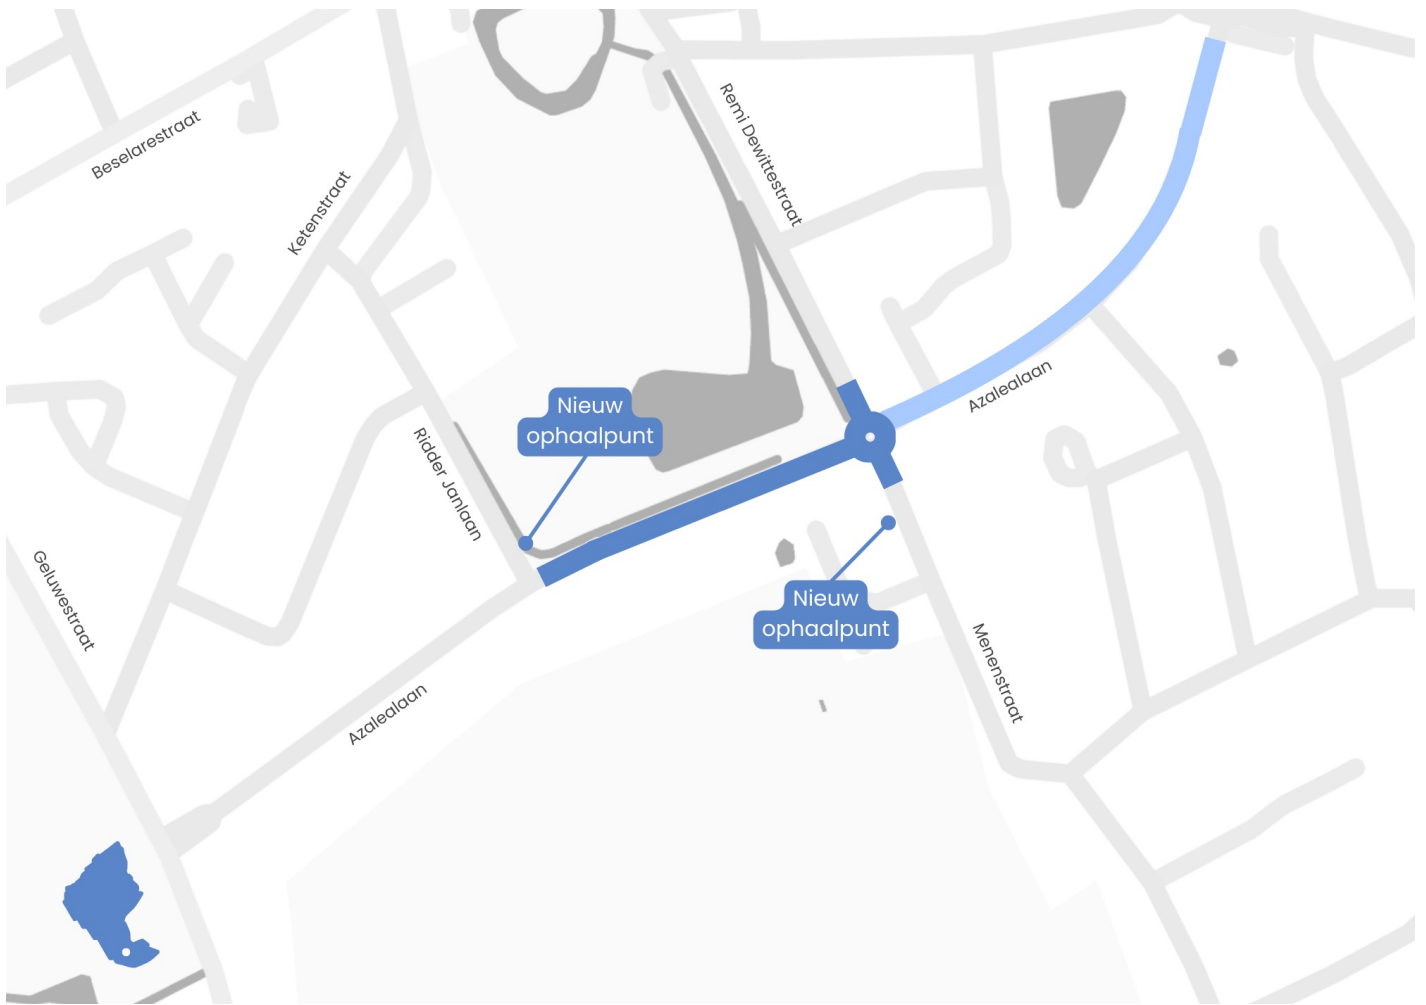 Beselarestraat
Remi Dewittestraat
Ketenstraat
Azalealaan
Nieuw
ophaalpunt
Ridder Janlaan
Geluwestraat
Nieuw
ophaalpunt
Menenstraat
Azalealaan